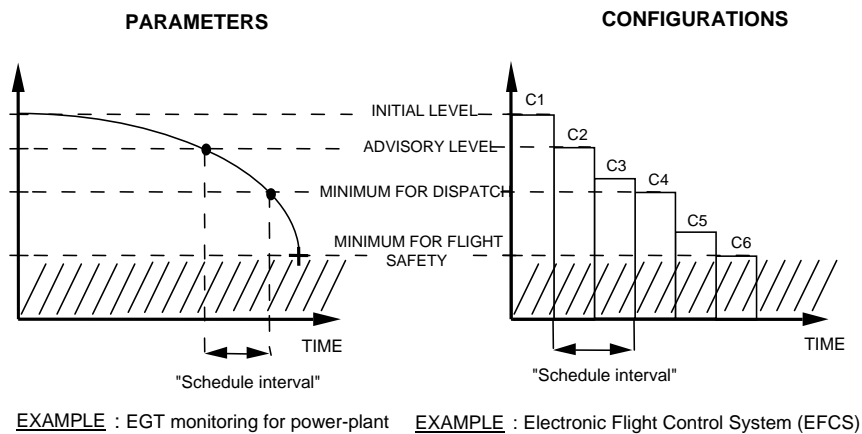 PARAMETERS
CONFIGURATIONS
INITIAL LEVEL
ADVISORY LEVEL
MINIMUM FOR DISPATCH
MINIMUM FOR FLIGHT
SAFETY
C1
C2
C3
C4
C5
C6
TIME
TIME
"Schedule interval"
"Schedule interval"
EXAMPLE : EGT monitoring for power-plant
EXAMPLE : Electronic Flight Control System (EFCS)